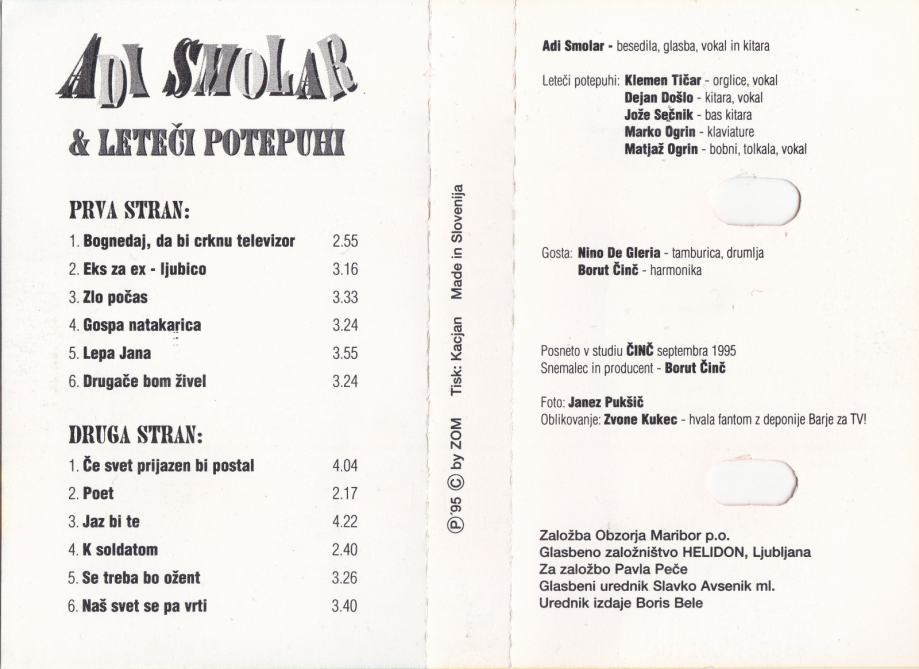 ADI SMOLAR
& LETEČI POTEPUHI
PRVA STRAN:
1. Bognedaj, da bi crknu televizor 2.55
2. Eks za ex - ljubico 3.16
3. Zlo počas 3.33
4. Gospa natakarica 3.24
5. Lepa Jana 3.55
6. Drugače bom živel 3.24
DRUGA STRAN:
1. Če svet prijazen bi postal 4.04
2. Poet 2.17
3. Jaz bi te 4.22
4. K soldatom 2.40
5. Se treba bo ožent 3.26
6. Naš svet se pa vrti 3.40
Ⓟ'95 © by ZOM Tisk: Kacjan Made in Slovenija
Adi Smolar - besedila, glasba, vokal in kitara
Leteči potepuhi: Klemen Tičar - orglice, vokal
Dejan Došlo - kitara, vokal
Jože Sečnik - bas kitara
Marko Ogrin - klaviature
Matjaž Ogrin - bobni, tolkala, vokal
Gosta: Nino De Gleria - tamburica, drumlja
Borut Činč - harmonika
Posneto v studiu ČINČ septembra 1995
Snemalec in producent - Borut Činč
Foto: Janez Pukšič
Oblikovanje: Zvone Kukec - hvala fantom z deponije Barje za TV!
Založba Obzorja Maribor p.o.
Glasbeno založništvo HELIDON, Ljubljana
Za založbo Pavla Peče
Glasbeni urednik Slavko Avsenik ml.
Urednik izdaje Boris Bele